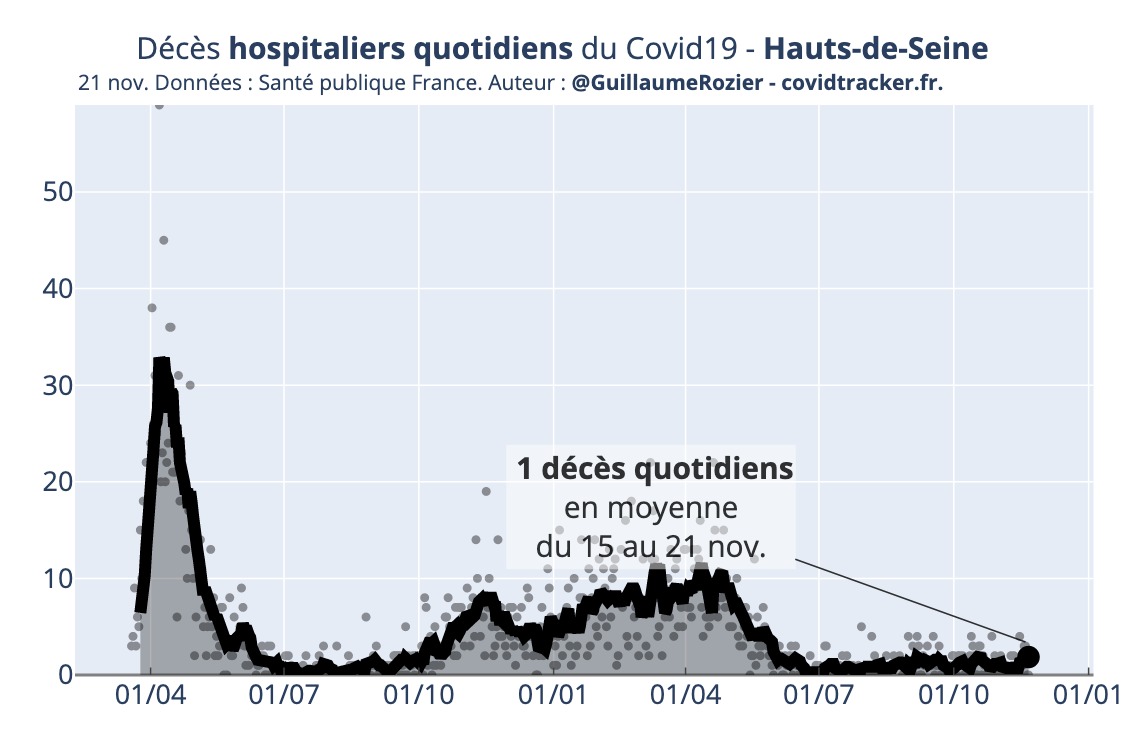 Décès hospitaliers quotidiens du Covid19 - Hauts-de-Seine
21 nov. Données : Santé publique France. Auteur : @GuillaumeRozier - covidtracker.fr.
50
40
30
20
10
0
1 décès quotidiens
en moyenne
du 15 au 21 nov.
01/04 01/07 01/10 01/01 01/04 01/07 01/10 01/01